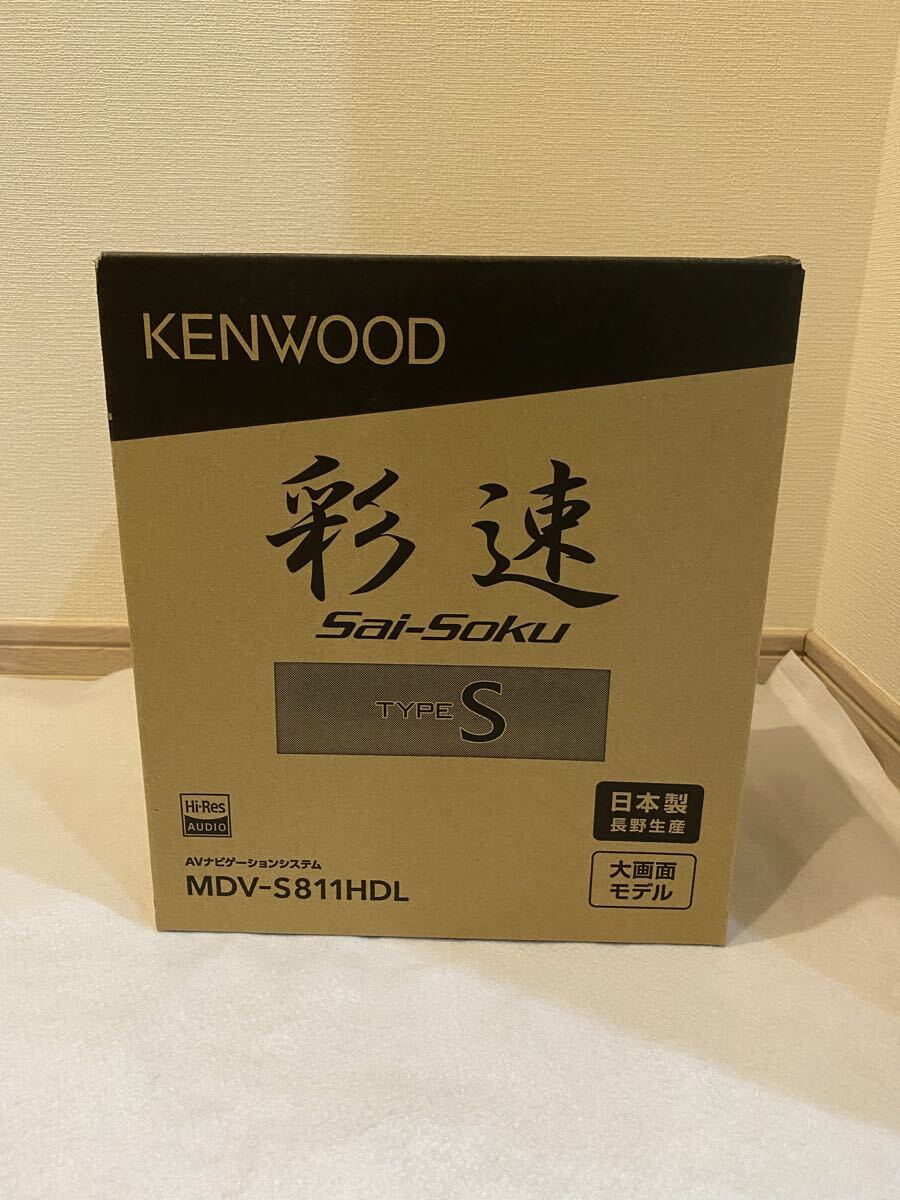 KENWOOD
彩速
Sai-Soku
TYPE S
Hi-Res
AUDIO
AVナビゲーションシステム
MDV-S811HDL
日本製
長野生産
大画面
モデル